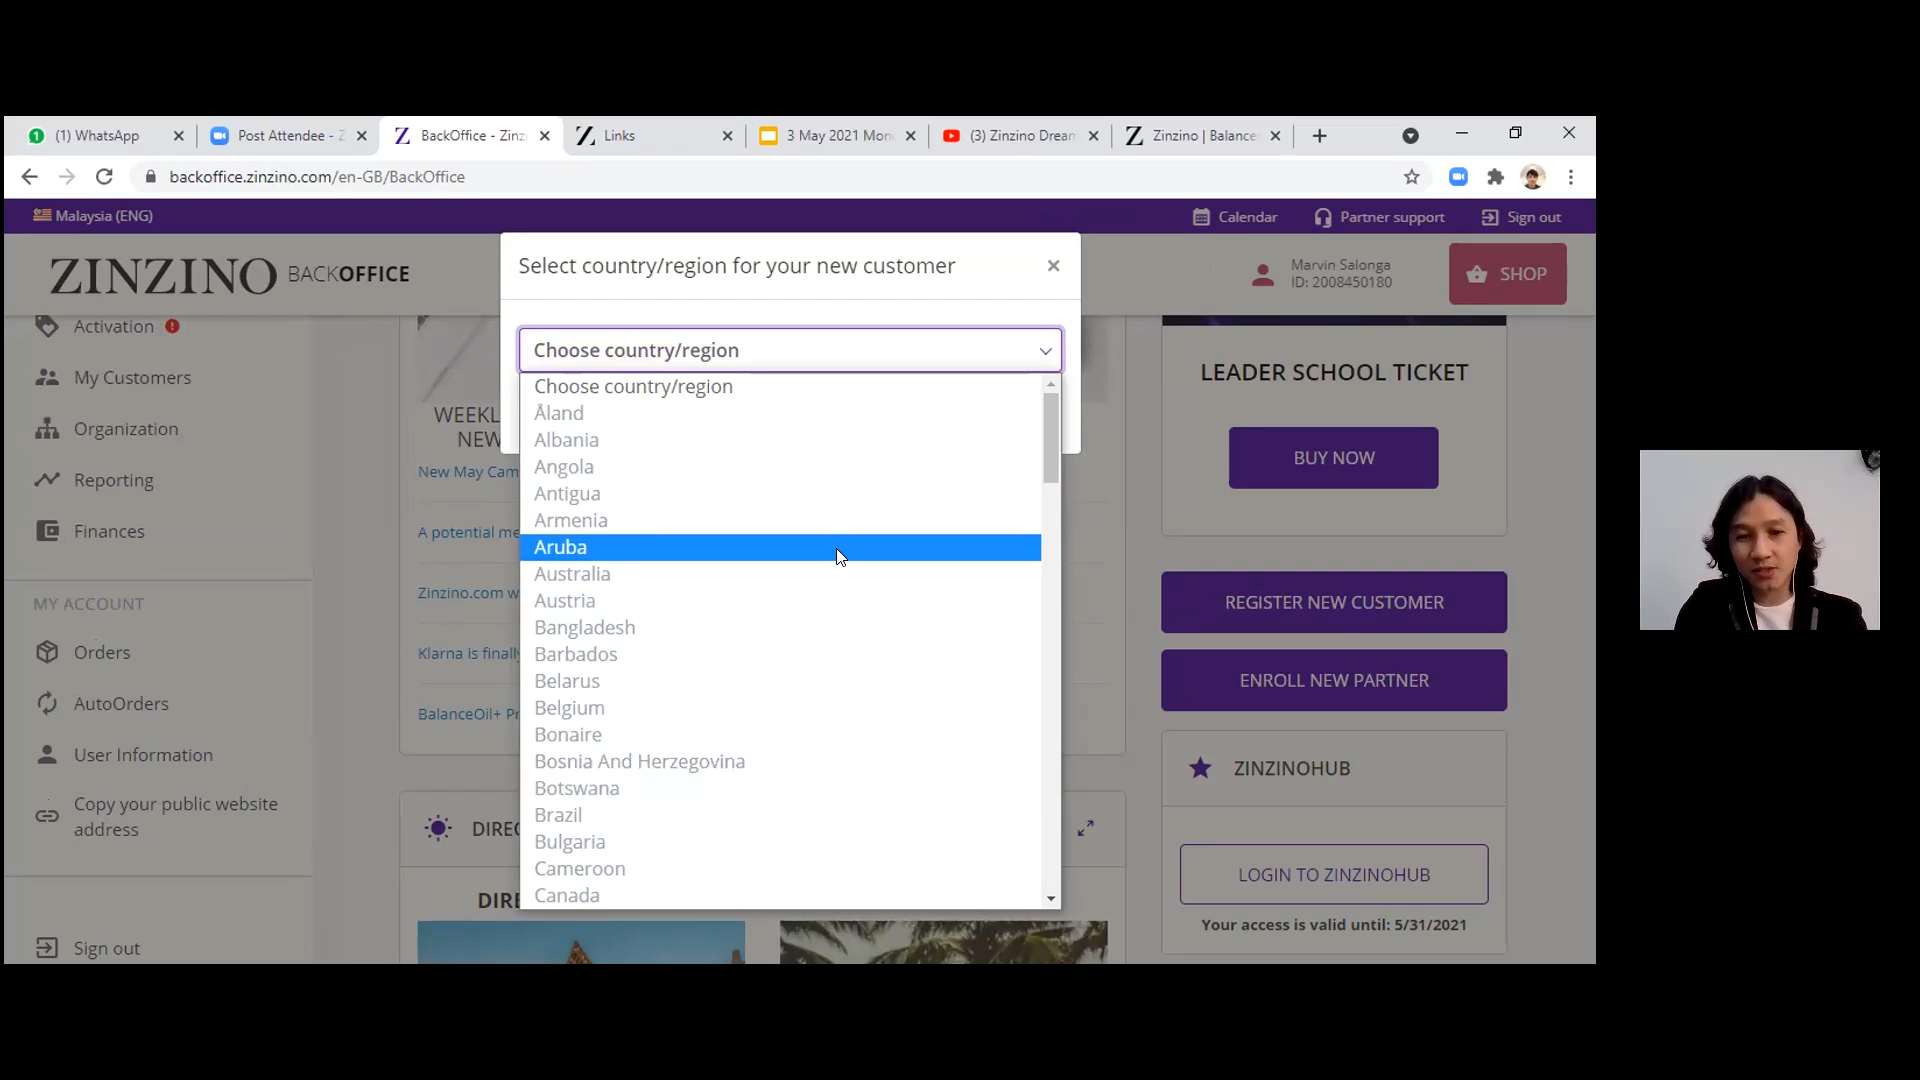 1 (1) WhatsApp
Post Attendee - Z
BackOffice - Zinz
Links
3 May 2021 Mon
(3) Zinzino Dream
Zinzino | Balance
backoffice.zinzino.com/en-GB/BackOffice
Malaysia (ENG)
Calendar
Partner support
Sign out
ZINZINO BACKOFFICE
Marvin Salonga
ID: 2008450180
SHOP
Select country/region for your new customer
Choose country/region
Choose country/region
Åland
Albania
Angola
Antigua
Armenia
Aruba
Australia
Austria
Bangladesh
Barbados
Belarus
Belgium
Bonaire
Bosnia And Herzegovina
Botswana
Brazil
Bulgaria
Cameroon
Canada
Activation
My Customers
Organization
Reporting
Finances
MY ACCOUNT
Orders
AutoOrders
User Information
Copy your public website
address
Sign out
WEEKL
NEW
New May Cam
A potential me
Zinzino.com w
Klarna is finally
BalanceOil+ Pr
DIREC
DIRE
LEADER SCHOOL TICKET
BUY NOW
REGISTER NEW CUSTOMER
ENROLL NEW PARTNER
ZINZINOHUB
LOGIN TO ZINZINOHUB
Your access is valid until: 5/31/2021